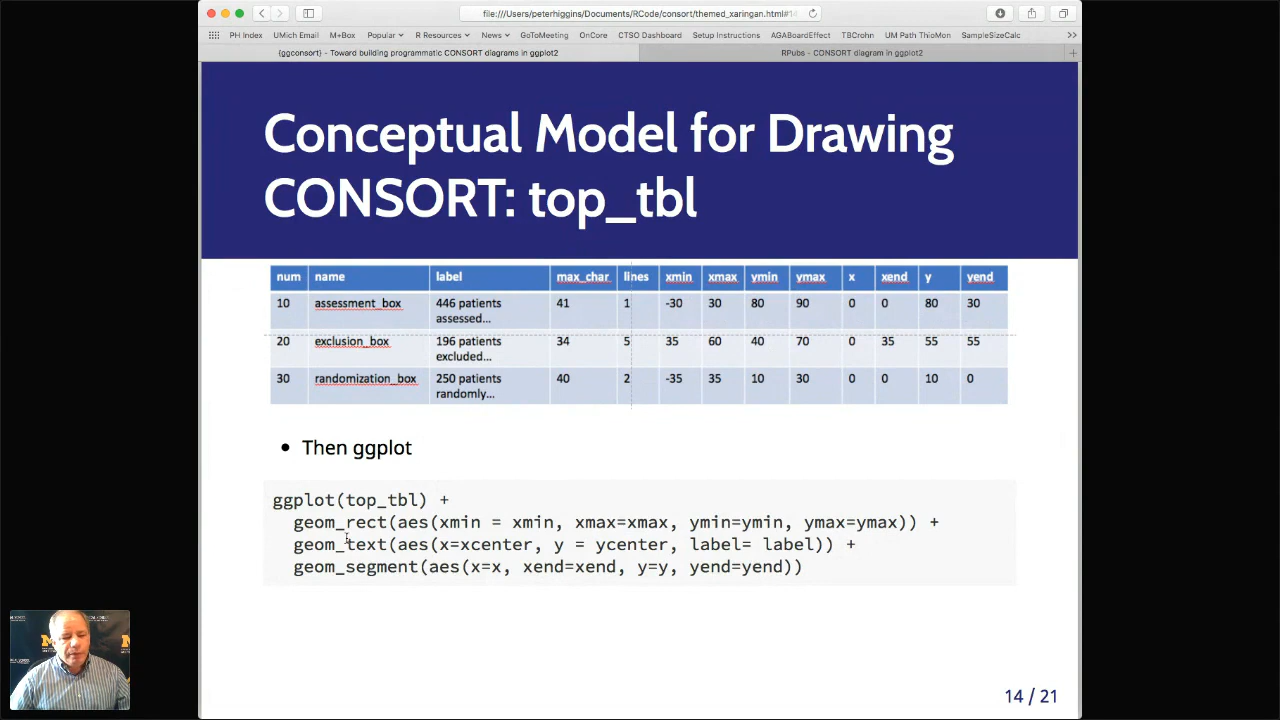 file:///Users/peterhiggins/Documents/RCode/consort/themed_xaringan.html#14
PH Index UMich Email M+Box Popular R Resources News GoToMeeting OnCore CTSO Dashboard Setup Instructions AGABoardEffect TBCrohn UM Path ThioMon SampleSizeCalc >>
{ggconsort} - Toward building programmatic CONSORT diagrams in ggplot2 RPubs - CONSORT diagram in ggplot2 +
Conceptual Model for Drawing
CONSORT: top_tbl
num name label max_char lines xmin xmax ymin ymax x xend y yend
10 assessment_box 446 patients assessed... 41 1 -30 30 80 90 0 0 80 30
20 exclusion_box 196 patients excluded... 34 5 35 60 40 70 0 35 55 55
30 randomization_box 250 patients randomly... 40 2 -35 35 10 30 0 0 10 0
• Then ggplot
ggplot(top_tbl) +
geom_rect(aes(xmin = xmin, xmax=xmax, ymin=ymin, ymax=ymax)) +
geom_text(aes(x=xcenter, y = ycenter, label= label)) +
geom_segment(aes(x=x, xend=xend, y=y, yend=yend))
14 / 21